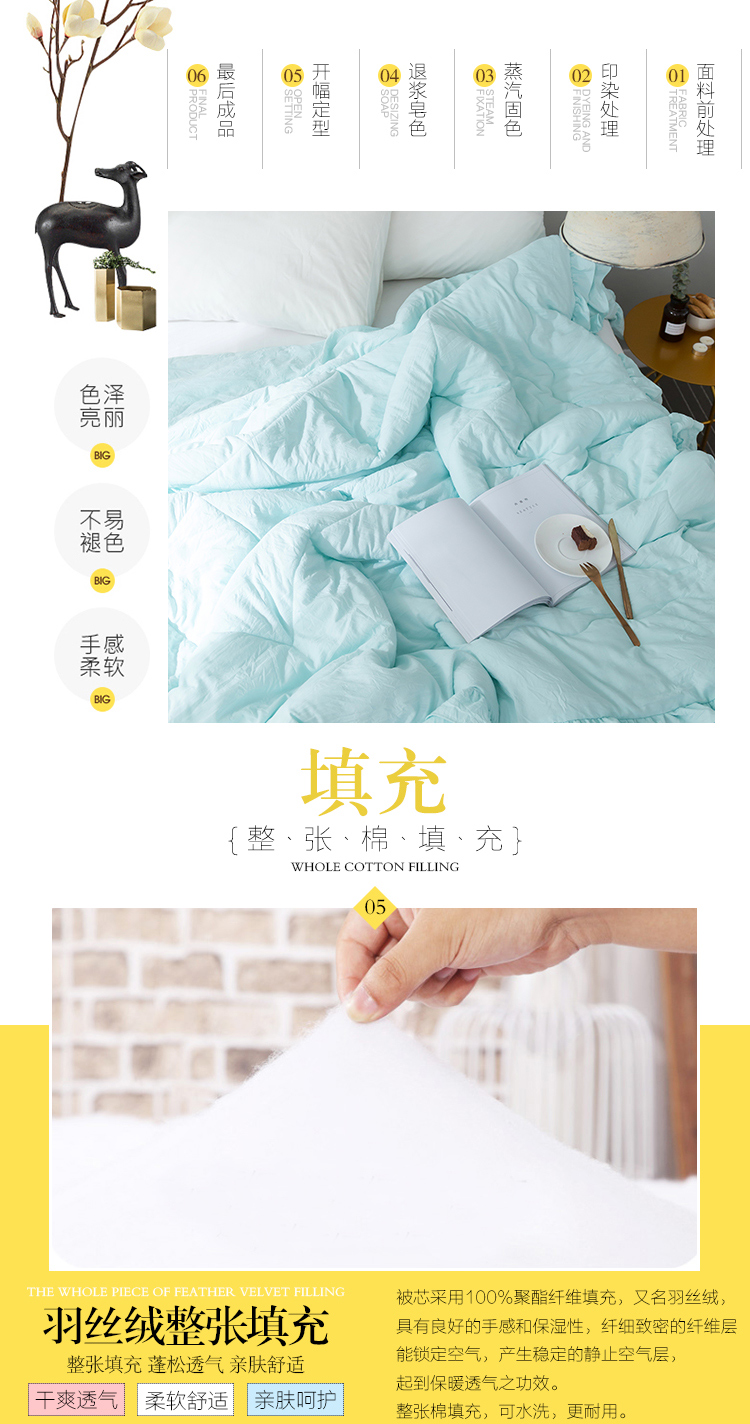 01
面料前处理
FABRIC
TREATMENT
02
印染处理
DYEING AND
FINISHING
03
蒸汽固色
STEAM
FIXATION
04
退浆皂色
DESIZING
SOAP
05
开幅定型
OPEN
SETTING
06
最后成品
FINAL
PRODUCT
色泽
亮丽
BIG
不易
褪色
BIG
手感
柔软
BIG
填充
{整、张、棉、填、充}
WHOLE COTTON FILLING
05
THE WHOLE PIECE OF FEATHER VELVET FILLING
羽丝绒整张填充
整张填充 蓬松透气 亲肤舒适
干爽透气
柔软舒适
亲肤呵护
被芯采用100%聚酯纤维填充，又名羽丝绒，
具有良好的手感和保湿性，纤细致密的纤维层
能锁定空气，产生稳定的静止空气层，
起到保暖透气之功效。
整张棉填充，可水洗，更耐用。